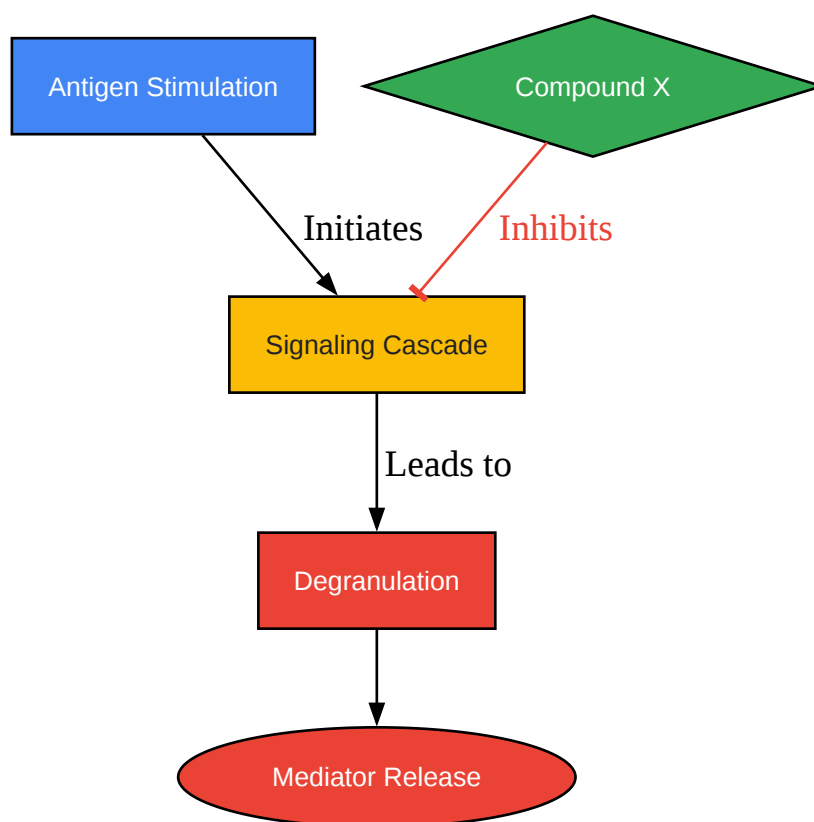 Antigen Stimulation
Compound X
Initiates
Inhibits
Signaling Cascade
Leads to
Degranulation
Mediator Release